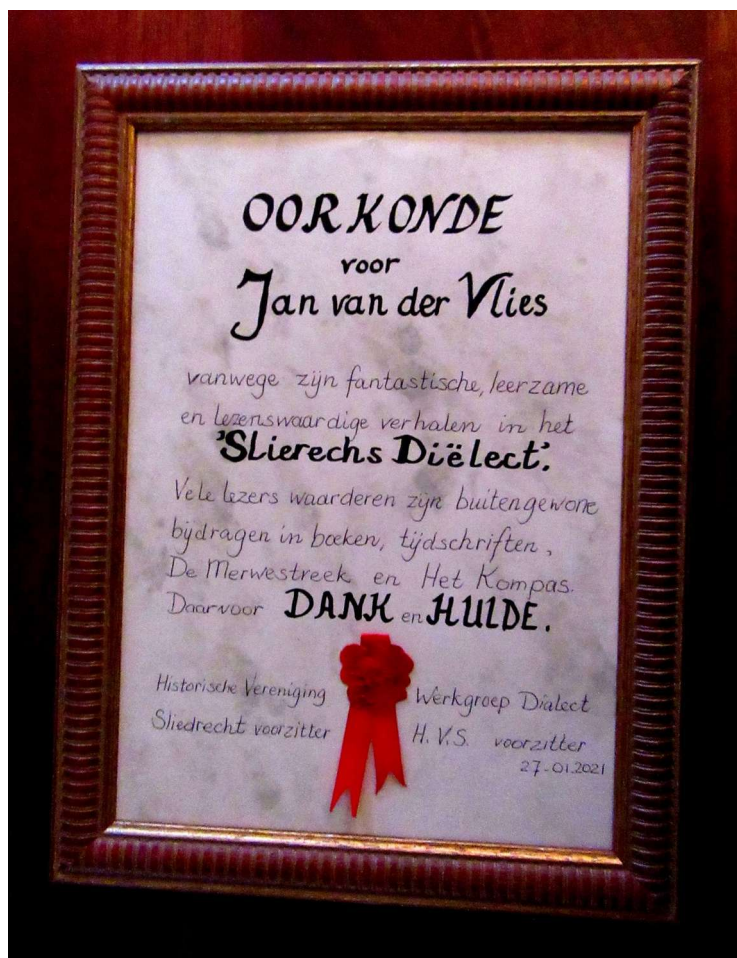 OORKONDE
voor
Jan van der Vlies
vanwege zijn fantastische, leerzame
en lezenswaardige verhalen in het
'Slierechs Diëlect'.
Vele lezers waarderen zijn buitengewone
bijdragen in boeken, tijdschriften,
De Merwestreek en Het Kompas.
Daarvoor DANK en HULDE.
Historische Vereniging
Sliedrecht voorzitter
Werkgroep Dialect
H.V.S. voorzitter
27-01.2021